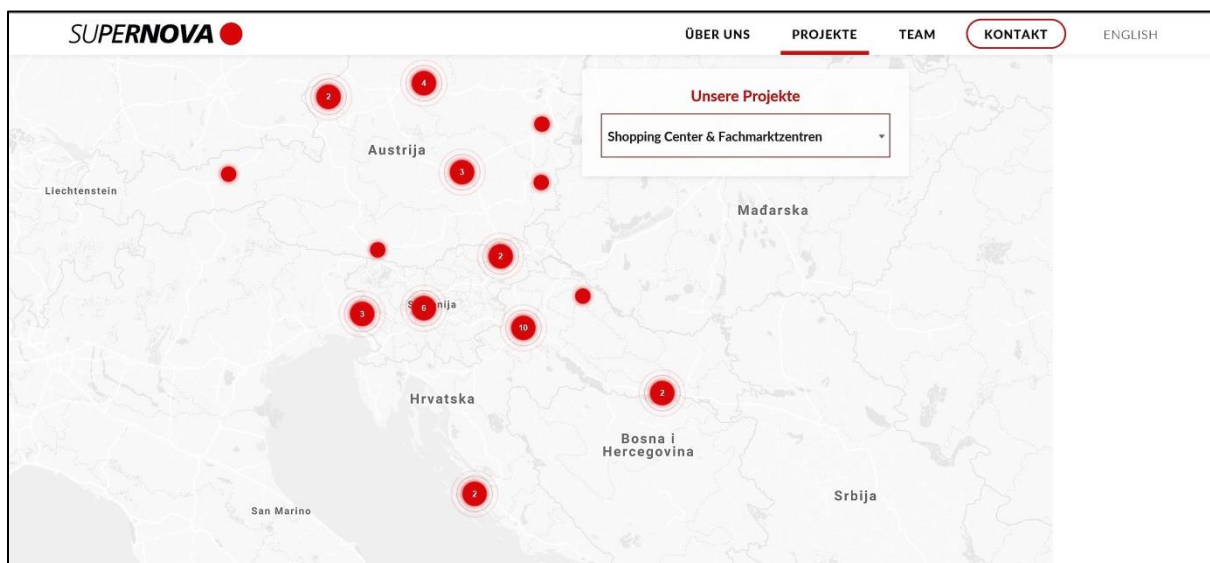 SUPERNOVA
ÜBER UNS PROJEKTE TEAM KONTAKT ENGLISH
Unsere Projekte
Shopping Center & Fachmarktzentren
4
2
Austrija
3
Liechtenstein
Mađarska
2
6
3
10
Hrvatska
2
Bosna i
Hercegovina
2
Srbija
San Marino